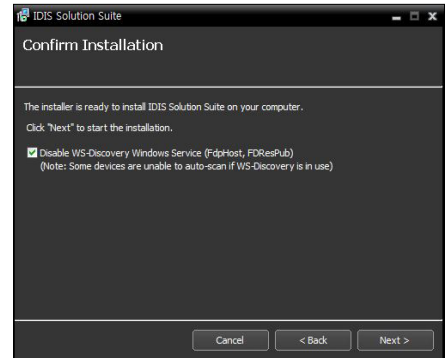 IDIS Solution Suite
Confirm Installation
The installer is ready to install IDIS Solution Suite on your computer.
Click "Next" to start the installation.
Disable WS-Discovery Windows Service (FdpHost, FDResPub)
(Note: Some devices are unable to auto-scan if WS-Discovery is in use)
Cancel
< Back
Next >